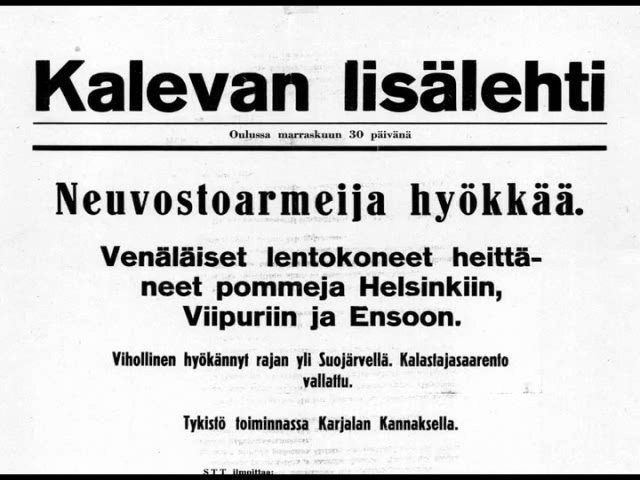 Kalevan lisälehti
Oulussa marraskuun 30 päivänä
Neuvostoarmeija hyökkää.
Venäläiset lentokoneet heittä-
neet pommeja Helsinkiin,
Viipuriin ja Ensoon.
Vihollinen hyökännyt rajan yli Suojärvellä. Kalastajasaarento
vallattu.
Tykistö toiminnassa Karjalan Kannaksella.
S.T.T. ilmoittaa: